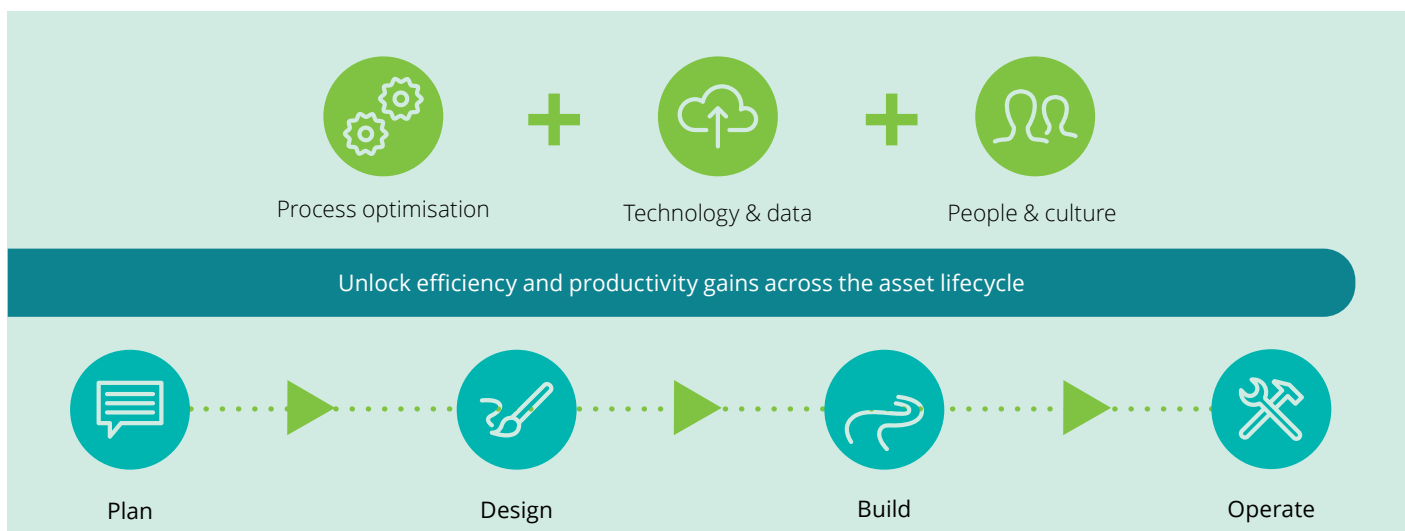 Process optimisation
Technology & data
People & culture
Unlock efficiency and productivity gains across the asset lifecycle
Plan
Design
Build
Operate